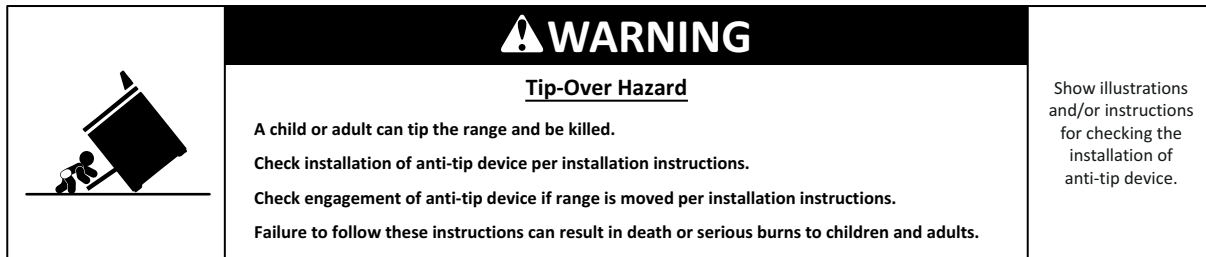 WARNING
Tip-Over Hazard
A child or adult can tip the range and be killed.
Check installation of anti-tip device per installation instructions.
Check engagement of anti-tip device if range is moved per installation instructions.
Failure to follow these instructions can result in death or serious burns to children and adults.
Show illustrations
and/or instructions
for checking the
installation of
anti-tip device.